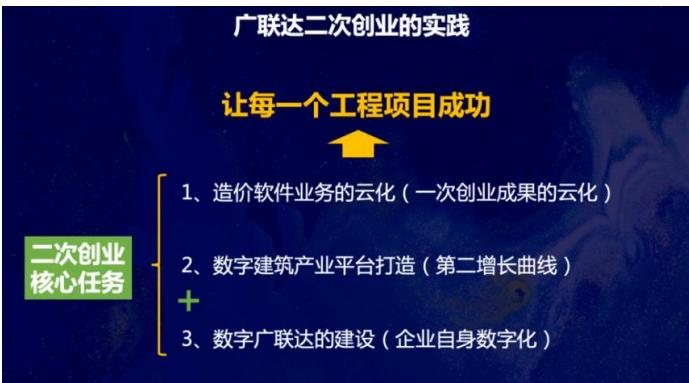 广联达二次创业的实践
让每一个工程项目成功
1、造价软件业务的云化（一次创业成果的云化）
二次创业
核心任务
2、数字建筑产业平台打造（第二增长曲线）
+
3、数字广联达的建设（企业自身数字化）